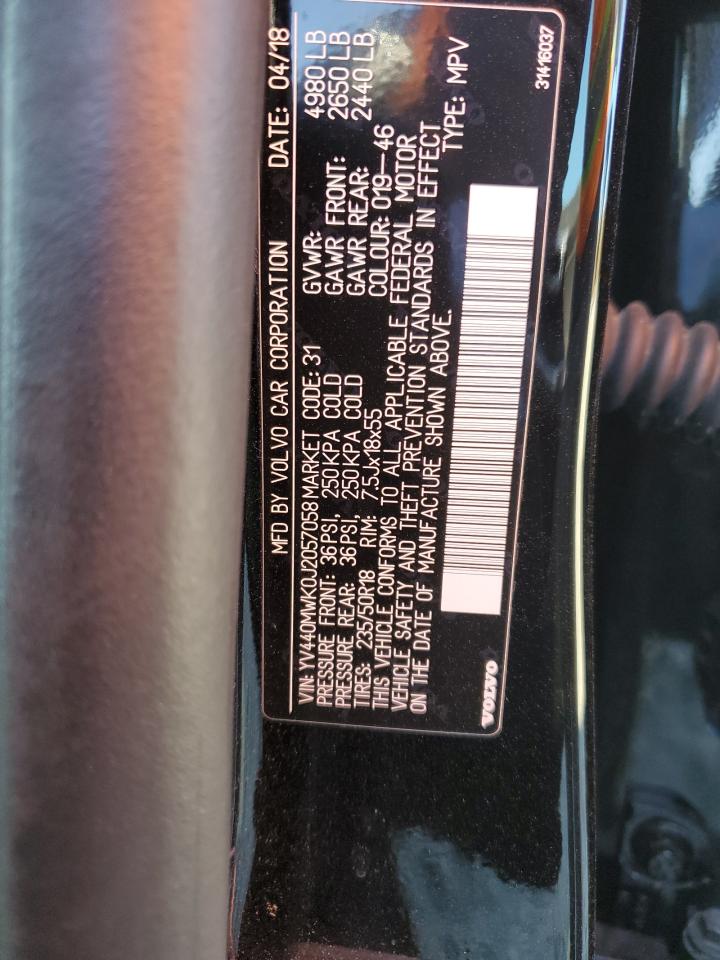 MFD BY VOLVO CAR CORPORATION DATE: 04/18
VIN: YV440MWK0J2057058 MARKET CODE: 31 GVWR: 4980 LB
PRESSURE FRONT: 36PSI, 250KPA COLD GAWR FRONT: 2650 LB
PRESSURE REAR: 36PSI, 250KPA COLD GAWR REAR: 2440 LB
TIRES: 235/50R18 RIM: 7.5Jx18x55 COLOUR: 019-46
THIS VEHICLE CONFORMS TO ALL APPLICABLE FEDERAL MOTOR
VEHICLE SAFETY AND THEFT PREVENTION STANDARDS IN EFFECT
ON THE DATE OF MANUFACTURE SHOWN ABOVE. TYPE: MPV
VOLVO 31416037